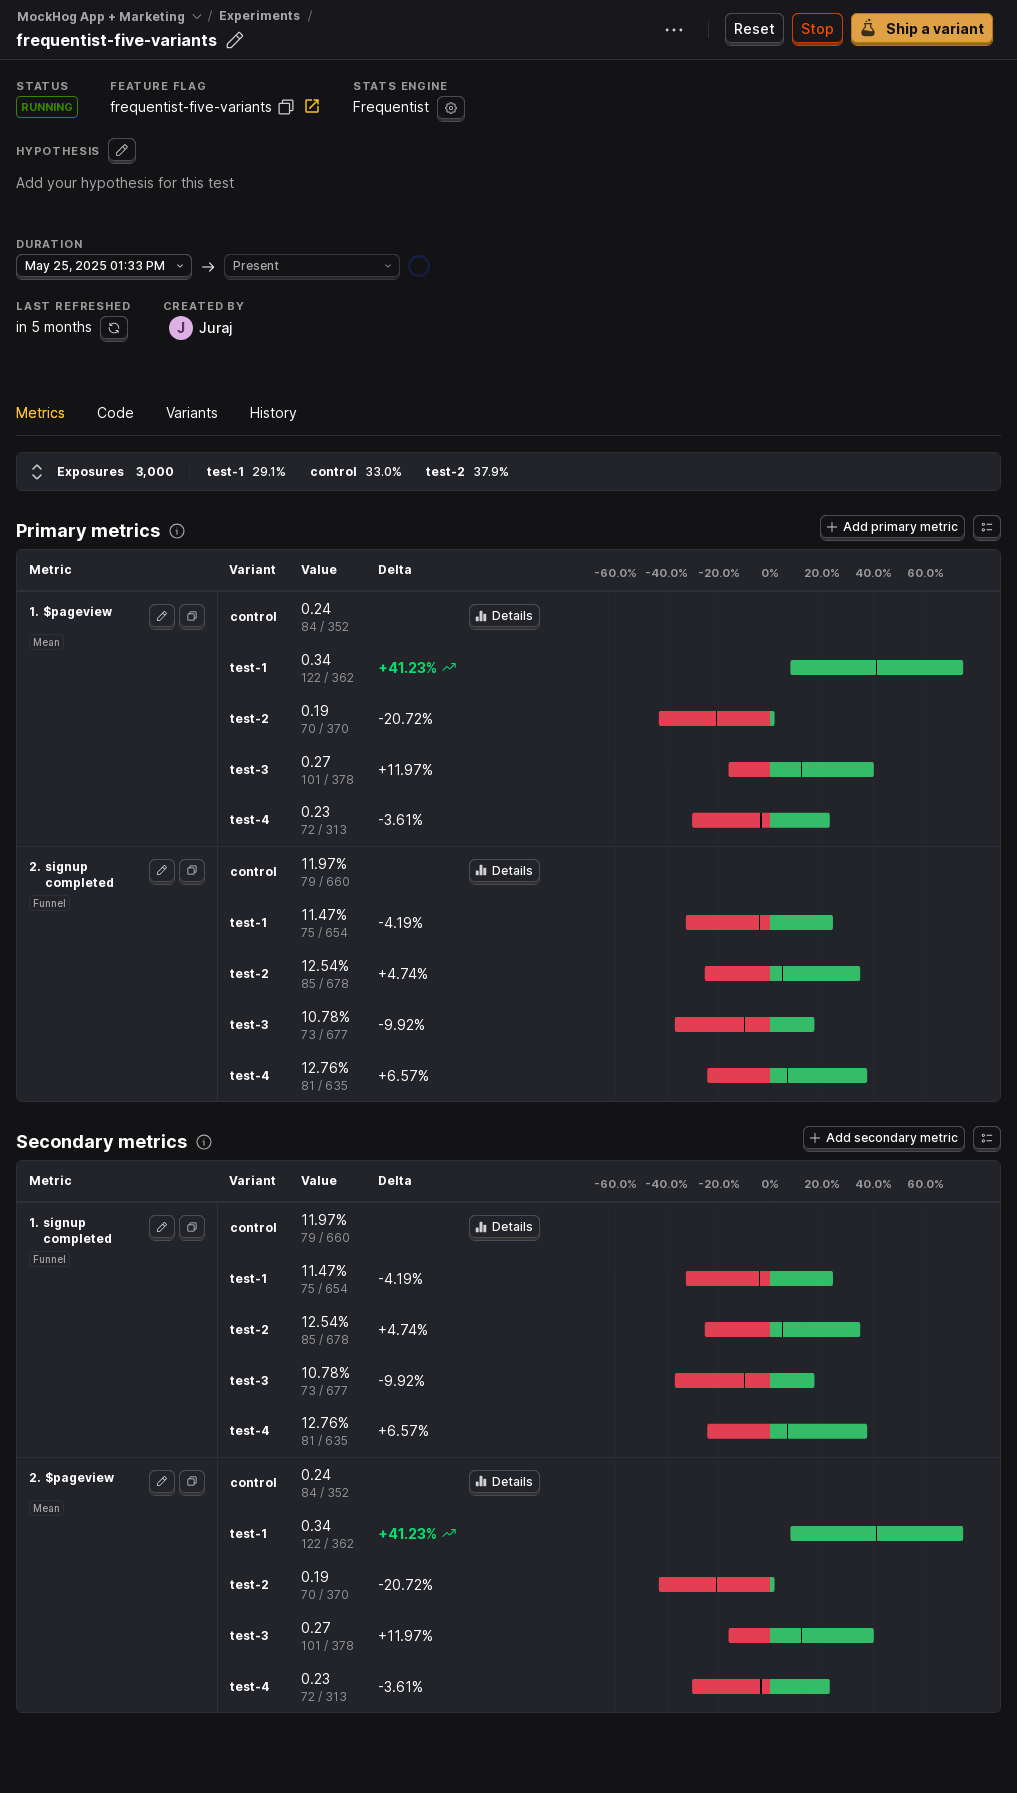 MockHog App + Marketing / Experiments /
frequentist-five-variants
Reset Stop Ship a variant
STATUS FEATURE FLAG STATS ENGINE
RUNNING frequentist-five-variants Frequentist
HYPOTHESIS
Add your hypothesis for this test
DURATION
May 25, 2025 01:33 PM → Present
LAST REFRESHED CREATED BY
in 5 months J Juraj
Metrics Code Variants History
Exposures 3,000 test-1 29.1% control 33.0% test-2 37.9%
Primary metrics
+ Add primary metric
Metric Variant Value Delta -60.0% -40.0% -20.0% 0% 20.0% 40.0% 60.0%
1. $pageview
Mean
control 0.24 Details
84 / 352
test-1 0.34 +41.23%
122 / 362
test-2 0.19 -20.72%
70 / 370
test-3 0.27 +11.97%
101 / 378
test-4 0.23 -3.61%
72 / 313
2. signup
completed
Funnel
control 11.97% Details
79 / 660
test-1 11.47% -4.19%
75 / 654
test-2 12.54% +4.74%
85 / 678
test-3 10.78% -9.92%
73 / 677
test-4 12.76% +6.57%
81 / 635
Secondary metrics
+ Add secondary metric
Metric Variant Value Delta -60.0% -40.0% -20.0% 0% 20.0% 40.0% 60.0%
1. signup
completed
Funnel
control 11.97% Details
79 / 660
test-1 11.47% -4.19%
75 / 654
test-2 12.54% +4.74%
85 / 678
test-3 10.78% -9.92%
73 / 677
test-4 12.76% +6.57%
81 / 635
2. $pageview
Mean
control 0.24 Details
84 / 352
test-1 0.34 +41.23%
122 / 362
test-2 0.19 -20.72%
70 / 370
test-3 0.27 +11.97%
101 / 378
test-4 0.23 -3.61%
72 / 313